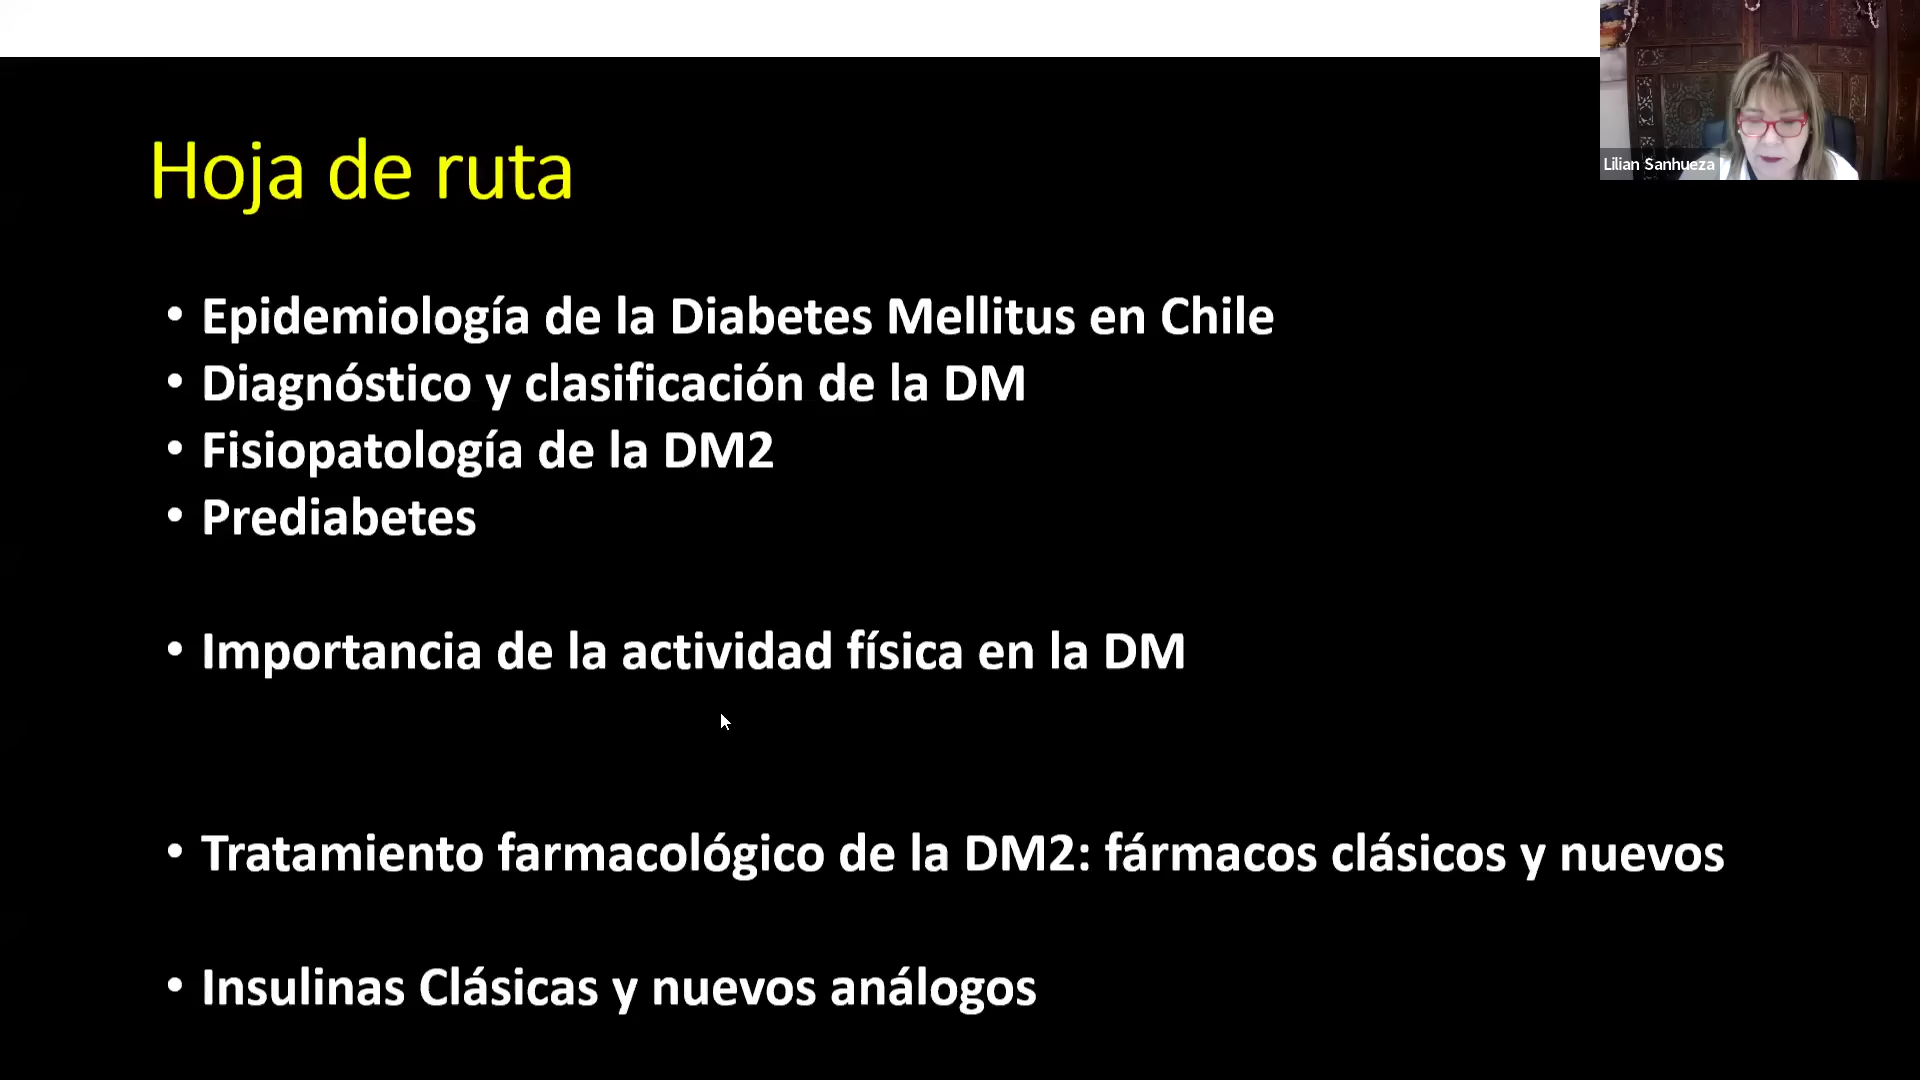 Hoja de ruta
Lilian Sanhueza
• Epidemiología de la Diabetes Mellitus en Chile
• Diagnóstico y clasificación de la DM
• Fisiopatología de la DM2
• Prediabetes
• Importancia de la actividad física en la DM
• Tratamiento farmacológico de la DM2: fármacos clásicos y nuevos
• Insulinas Clásicas y nuevos análogos